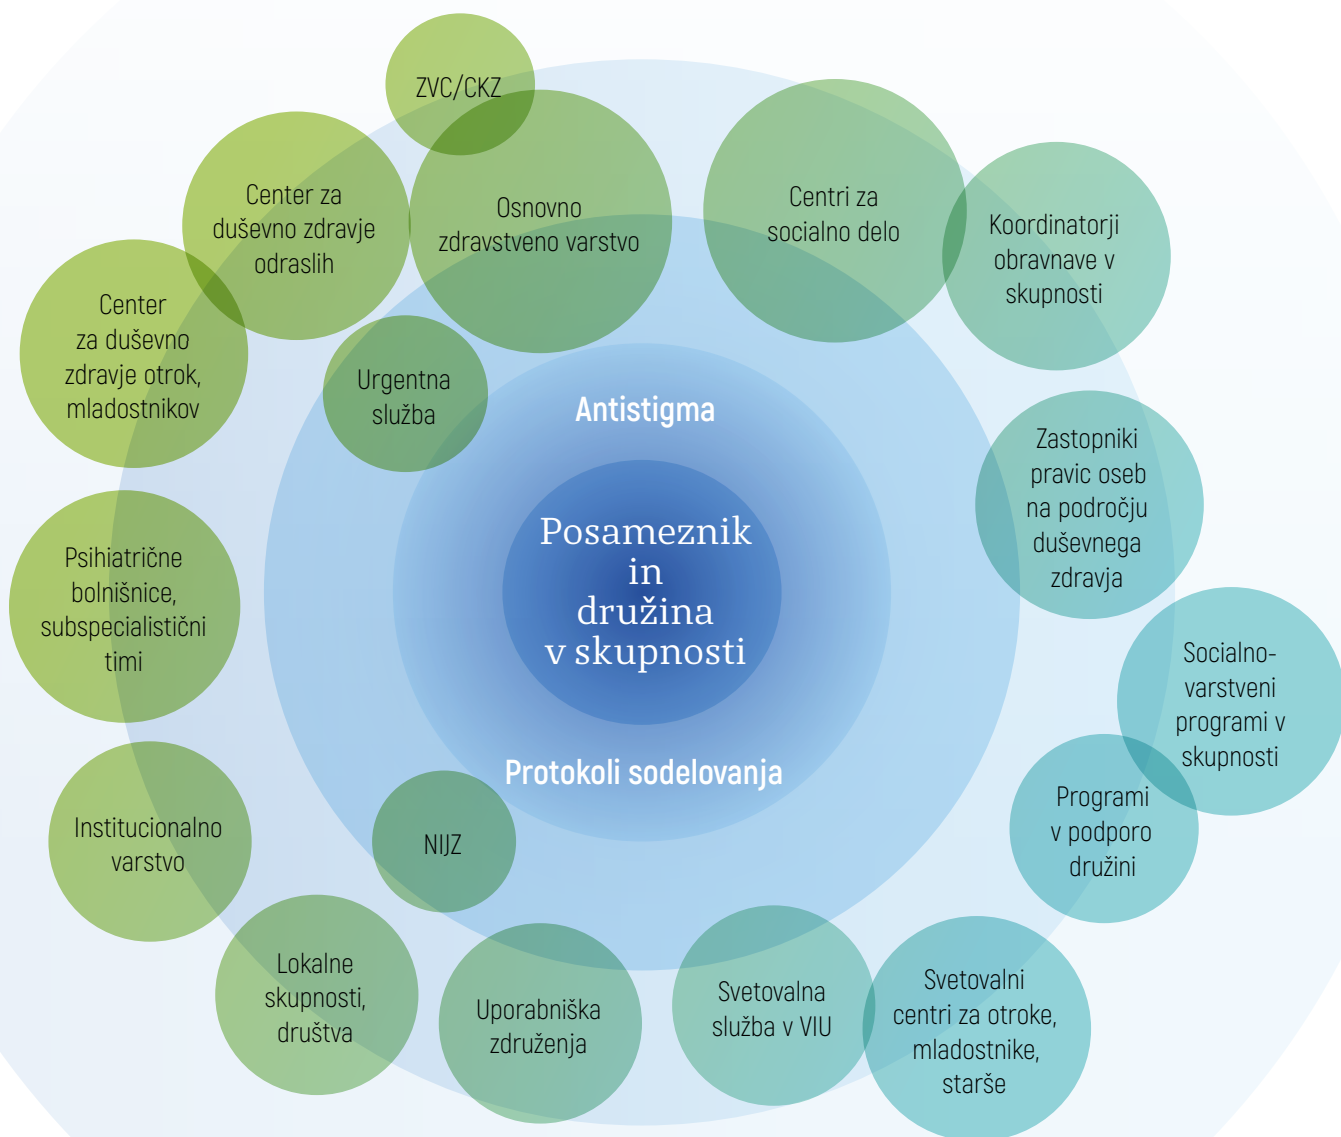 ZVC/CKZ
Center za
duševno zdravje
odraslih
Osnovno
zdravstveno varstvo
Centri za
socialno delo
Koordinatorji
obravnave v
skupnosti
Center
za duševno
zdravje otrok,
mladostnikov
Urgentna
služba
Antistigma
Zastopniki
pravic oseb
na področju
duševnega
zdravja
Posameznik
in
družina
v skupnosti
Psihiatrične
bolnišnice,
subspecialistični
timi
Socialno-
varstveni
programi v
skupnosti
Protokoli sodelovanja
Programi
v podporo
družini
Institucionalno
varstvo
NIJZ
Lokalne
skupnosti,
društva
Uporabniška
združenja
Svetovalna
služba v VIU
Svetovalni
centri za otroke,
mladostnike,
starše